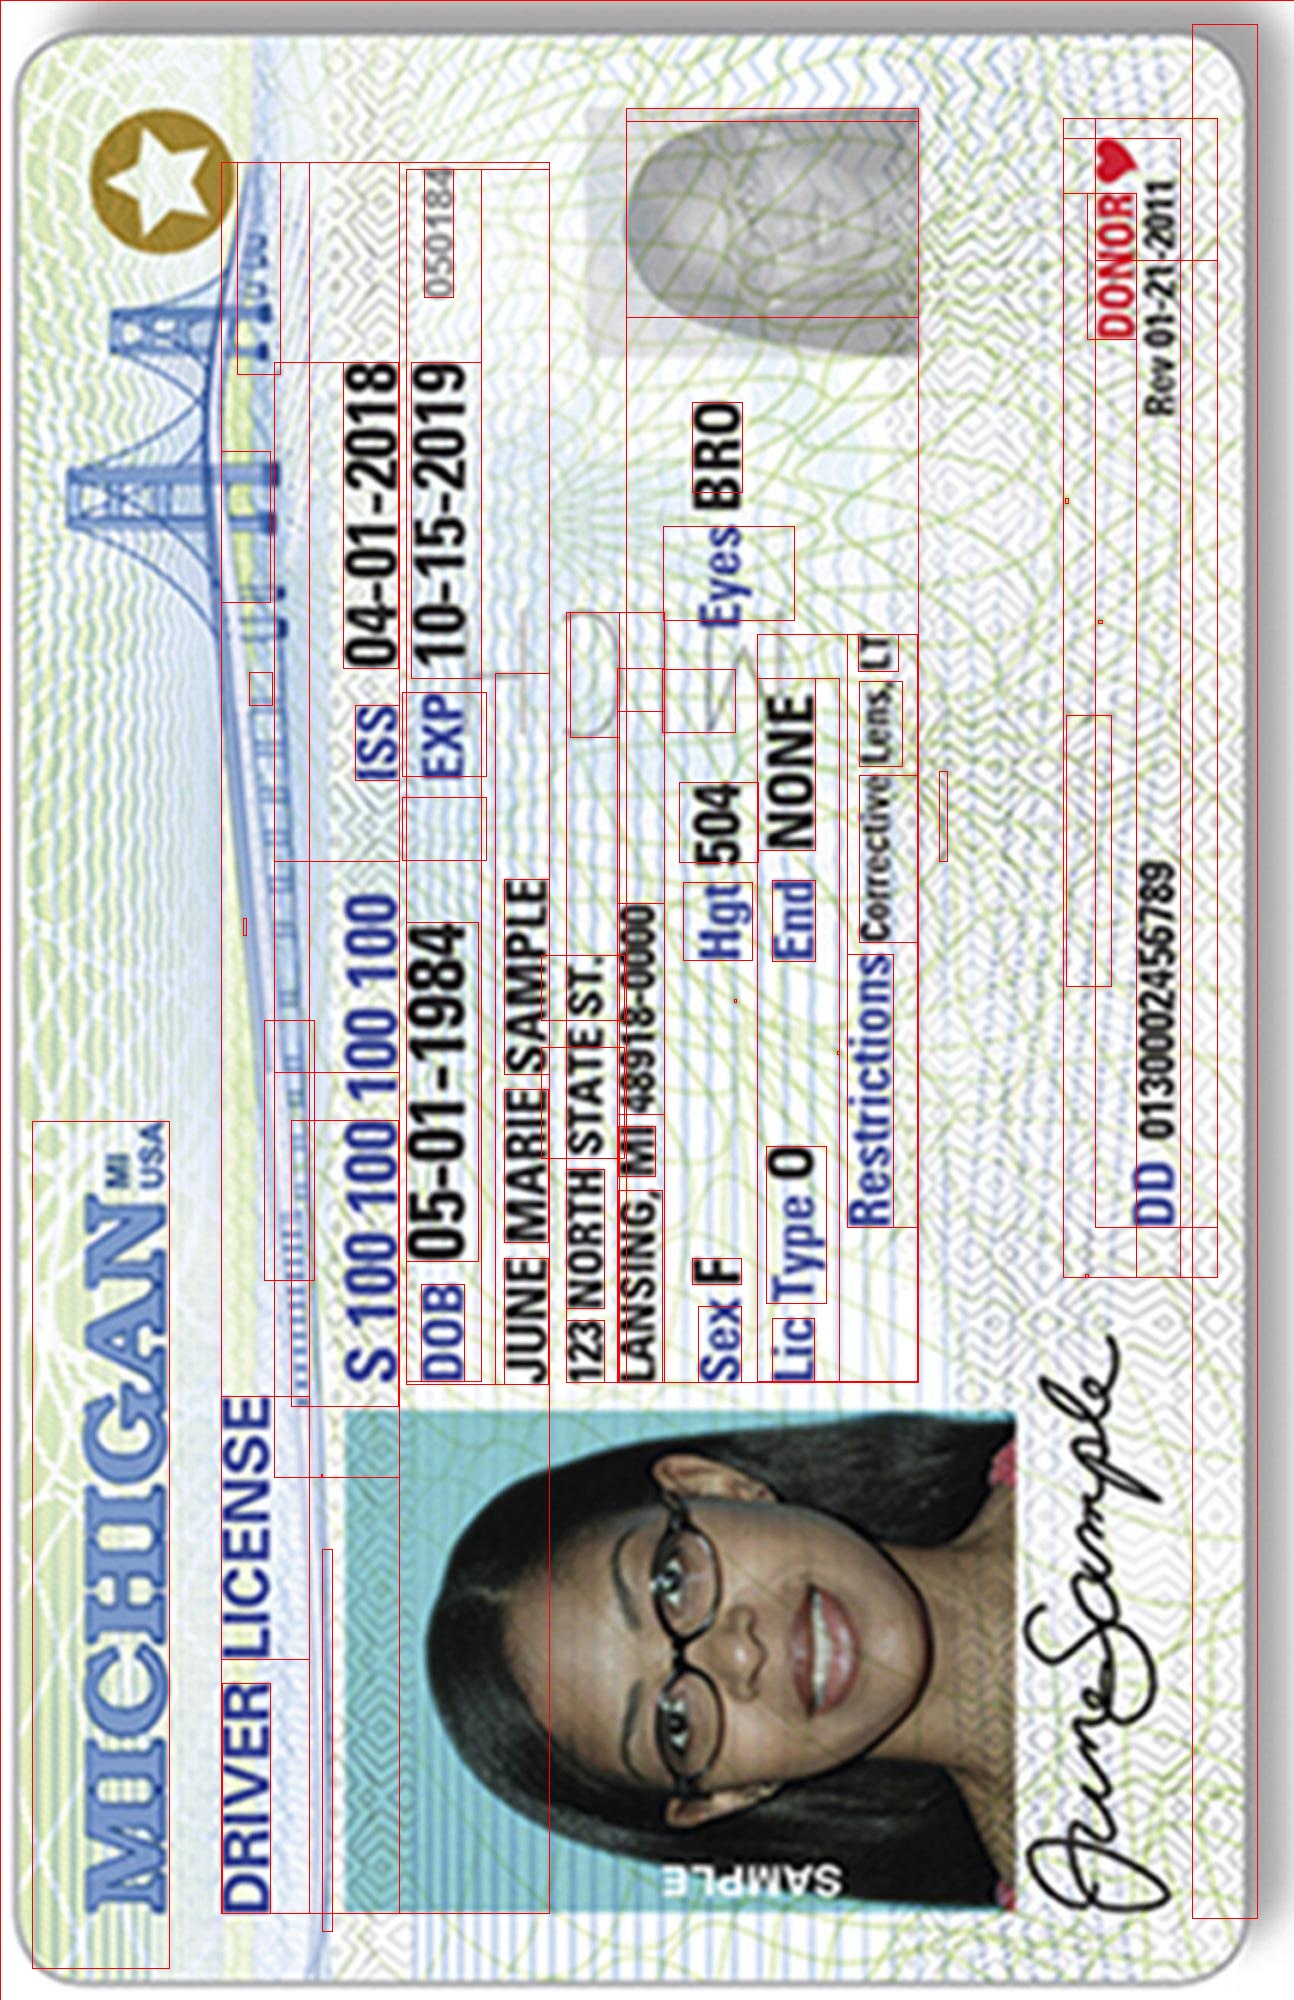 MICHIGAN MI
USA
DRIVER LICENSE
S 100 100 100 100 ISS 04-01-2018
DOB 05-01-1984 EXP 10-15-2019
050184
JUNE MARIE SAMPLE
123 NORTH STATE ST.
LANSING, MI 48918-0000
Sex F Hgt 504 Eyes BRO
Lic Type O End NONE
Restrictions Corrective Lens, LT
SAMPLE
June Sample
DONOR
DD 0130002456789 Rev 01-21-2011